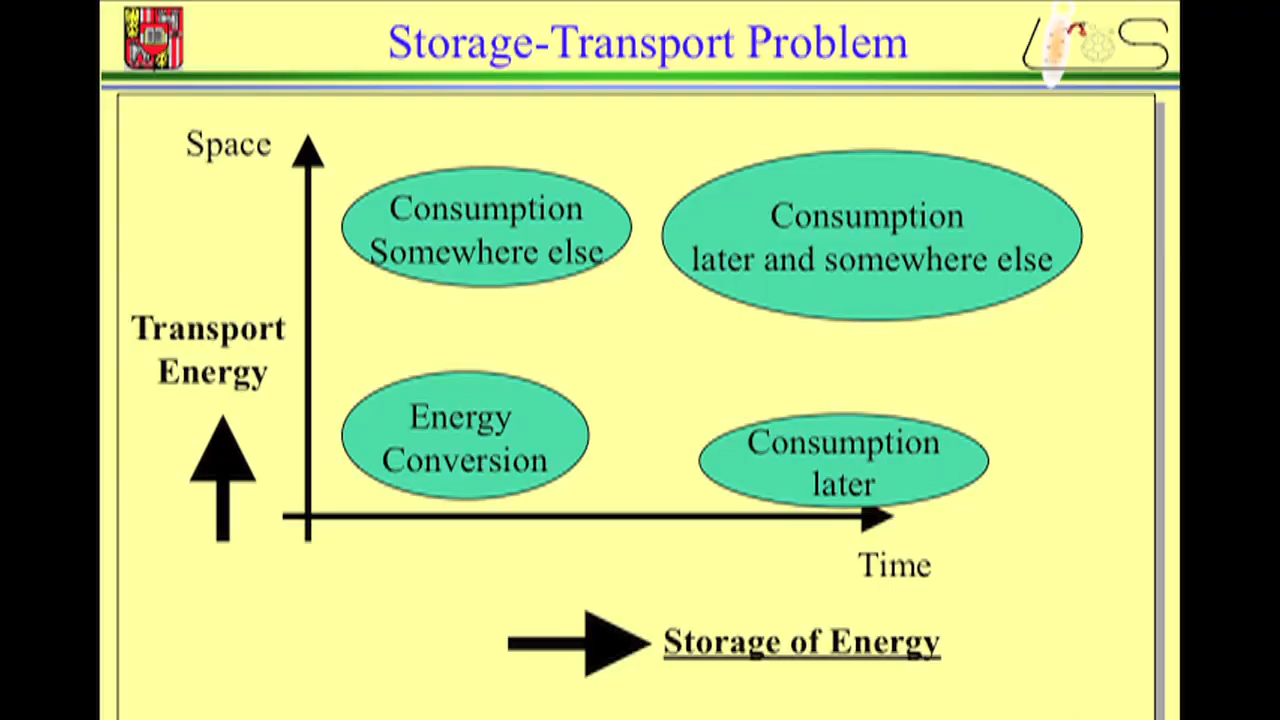 Storage-Transport Problem
Space
Consumption
Somewhere else
Consumption
later and somewhere else
Transport
Energy
Energy
Conversion
Consumption
later
Time
Storage of Energy